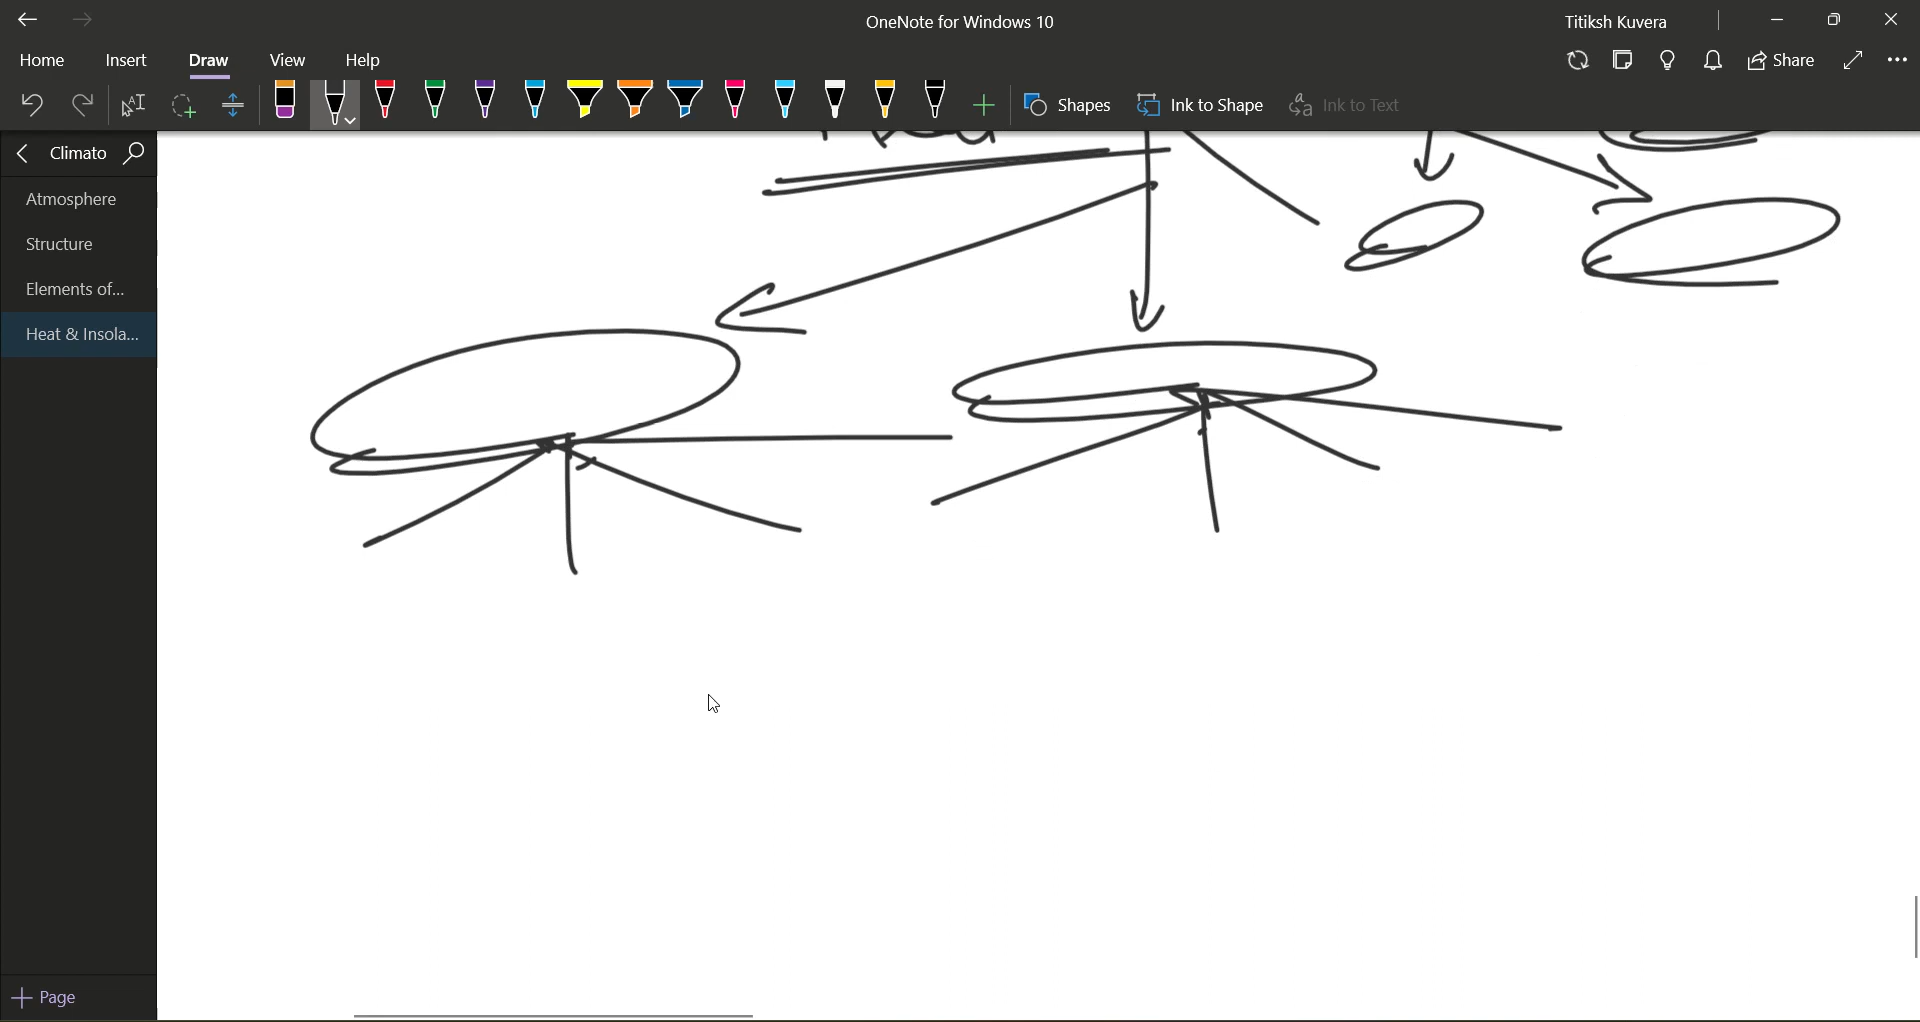 OneNote for Windows 10
Titiksh Kuvera
Home Insert Draw View Help
Share
Shapes Ink to Shape Ink to Text
Climato
Atmosphere
Structure
Elements of...
Heat & Insola...
Page